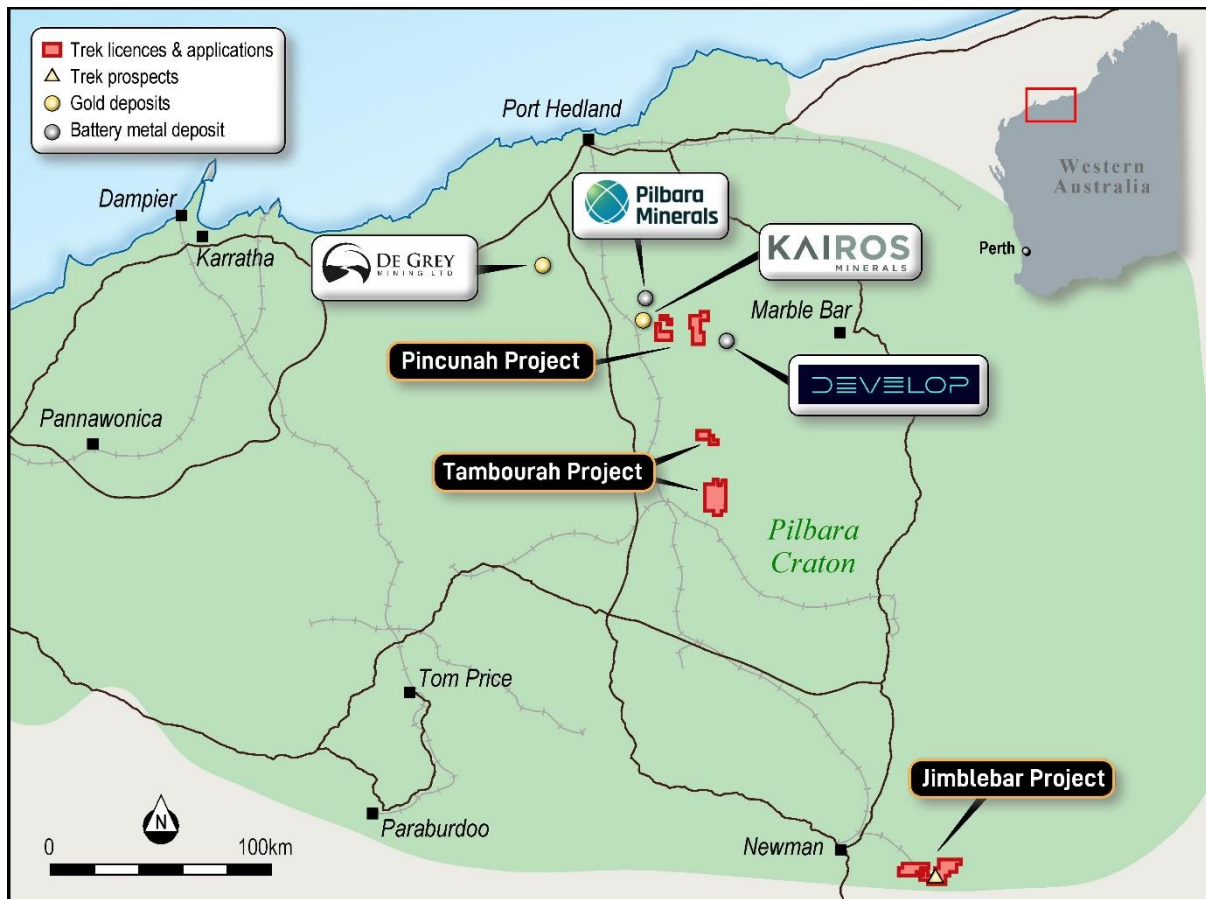 Trek licences & applications
Trek prospects
Gold deposits
Battery metal deposit
Port Hedland
Western
Australia
Perth
Dampier
Karratha
DE GREY
MINING LTD
Pilbara
Minerals
KAIROS
MINERALS
Marble Bar
Pincunah Project
DEVELOP
Pannawonica
Tambourah Project
Pilbara
Craton
Tom Price
Jimblebar Project
N
0 100km
Paraburdoo
Newman